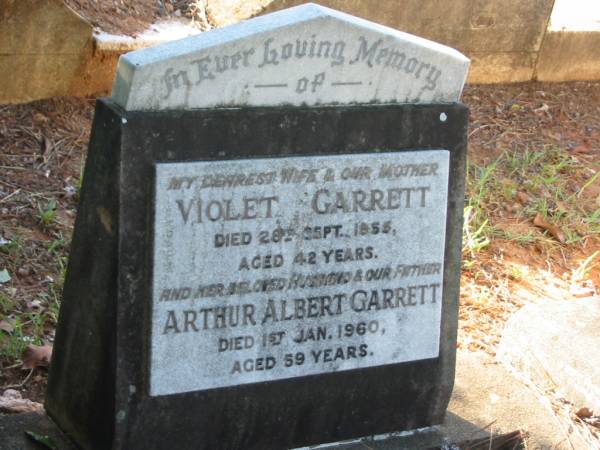 In Ever Loving Memory
— OF —
MY DEAREST WIFE & OUR MOTHER
VIOLET GARRETT
DIED 28TH SEPT. 1955,
AGED 42 YEARS.
AND HER BELOVED HUSBAND & OUR FATHER
ARTHUR ALBERT GARRETT
DIED 1ST JAN. 1960,
AGED 59 YEARS.